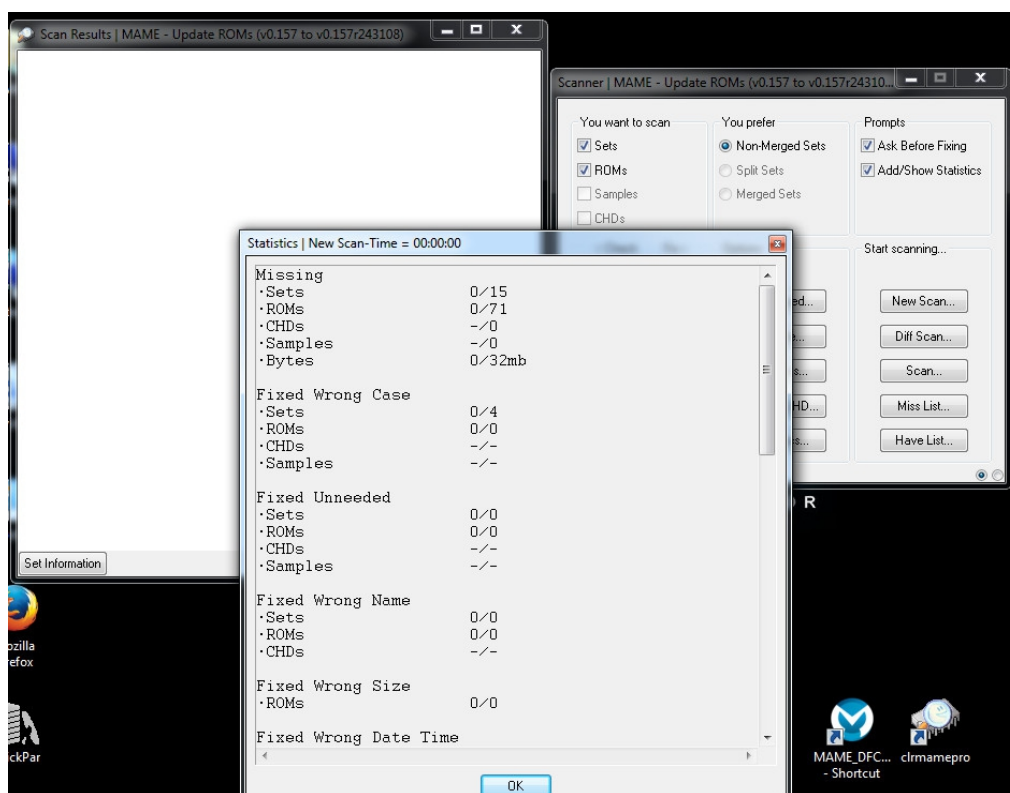 Scan Results | MAME - Update ROMs (v0.157 to v0.157r243108)
Set Information
Scanner | MAME - Update ROMs (v0.157 to v0.157r24310...
You want to scan
Sets
ROMs
Samples
CHDs
You prefer
Non-Merged Sets
Split Sets
Merged Sets
Prompts
Ask Before Fixing
Add/Show Statistics
Start scanning...
New Scan...
Diff Scan...
Scan...
Miss List...
Have List...
ed...
s...
HD...
s...
Statistics | New Scan-Time = 00:00:00
Missing
·Sets 0/15
·ROMs 0/71
·CHDs -/0
·Samples -/0
·Bytes 0/32mb
Fixed Wrong Case
·Sets 0/4
·ROMs 0/0
·CHDs -/-
·Samples -/-
Fixed Unneeded
·Sets 0/0
·ROMs 0/0
·CHDs -/-
·Samples -/-
Fixed Wrong Name
·Sets 0/0
·ROMs 0/0
·CHDs -/-
Fixed Wrong Size
·ROMs 0/0
Fixed Wrong Date Time
OK
R
ozilla
refox
ickPar
MAME_DFC...
- Shortcut
clrmamepro